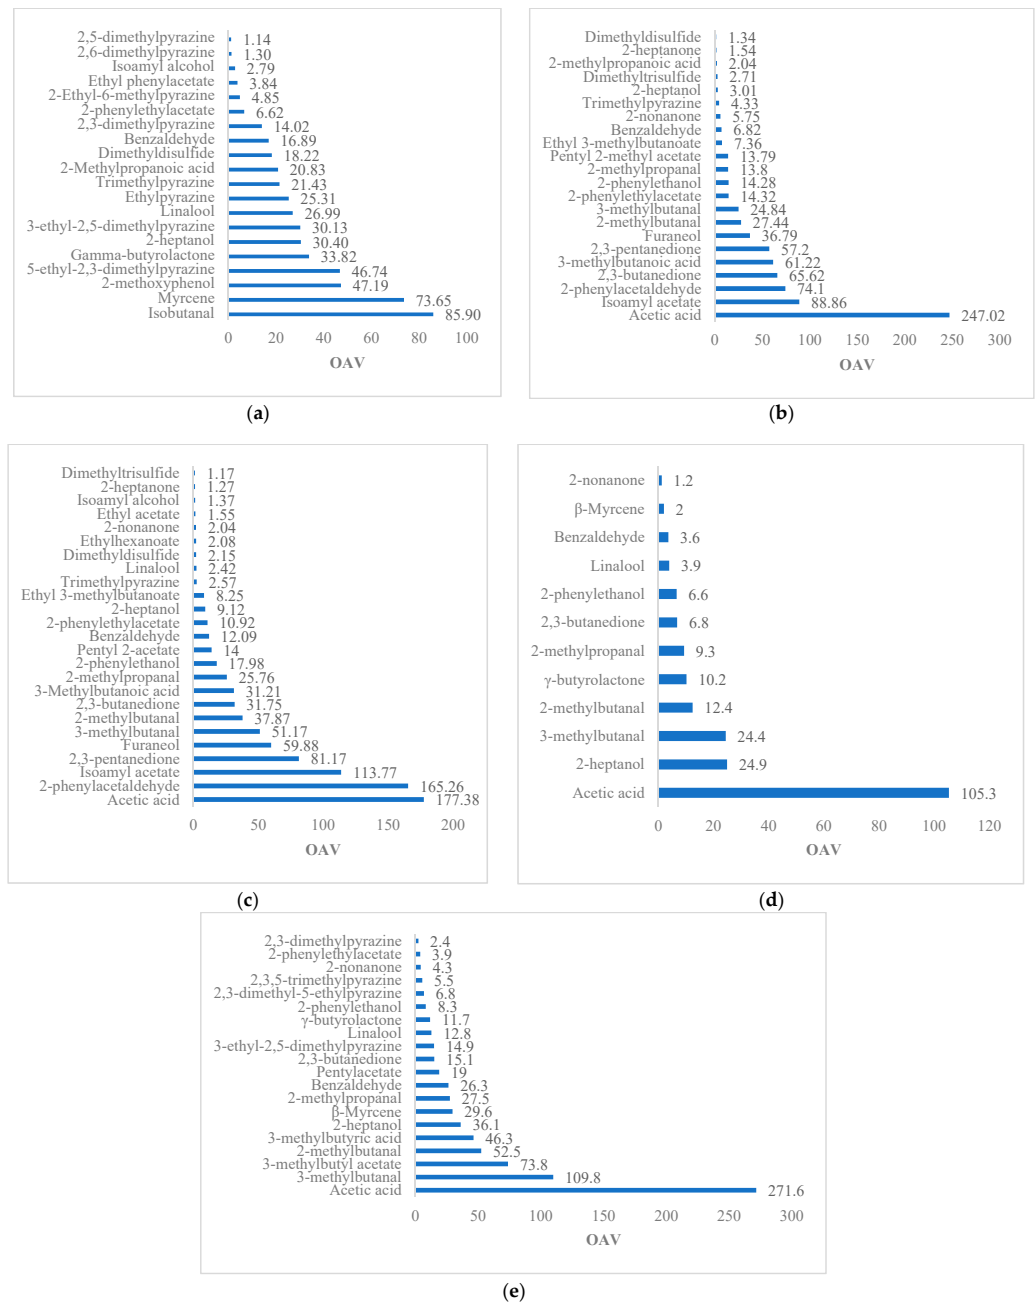 2,5-dimethylpyrazine 1.14
2,6-dimethylpyrazine 1.30
Isoamyl alcohol 2.79
Ethyl phenylacetate 3.84
2-Ethyl-6-methylpyrazine 4.85
2-phenylethylacetate 6.62
2,3-dimethylpyrazine 14.02
Benzaldehyde 16.89
Dimethyldisulfide 18.22
2-Methylpropanoic acid 20.83
Trimethylpyrazine 21.43
Ethylpyrazine 25.31
Linalool 26.99
3-ethyl-2,5-dimethylpyrazine 30.13
2-heptanol 30.40
Gamma-butyrolactone 33.82
5-ethyl-2,3-dimethylpyrazine 46.74
2-methoxyphenol 47.19
Myrcene 73.65
Isobutanal 85.90
0 20 40 60 80 100
OAV
(a)
Dimethyldisulfide 1.34
2-heptanone 1.54
2-methylpropanoic acid 2.04
Dimethyltrisulfide 2.71
2-heptanol 3.01
Trimethylpyrazine 4.33
2-nonanone 5.75
Benzaldehyde 6.82
Ethyl 3-methylbutanoate 7.36
Pentyl 2-methyl acetate 13.79
2-methylpropanal 13.8
2-phenylethanol 14.28
2-phenylethylacetate 14.32
3-methylbutanal 24.84
2-methylbutanal 27.44
Furaneol 36.79
2,3-pentanedione 57.2
3-methylbutanoic acid 61.22
2,3-butanedione 65.62
2-phenylacetaldehyde 74.1
Isoamyl acetate 88.86
Acetic acid 247.02
0 50 100 150 200 250 300
OAV
(b)
Dimethyltrisulfide 1.17
2-heptanone 1.27
Isoamyl alcohol 1.37
Ethyl acetate 1.55
2-nonanone 2.04
Ethylhexanoate 2.08
Dimethyldisulfide 2.15
Linalool 2.42
Trimethylpyrazine 2.57
Ethyl 3-methylbutanoate 8.25
2-heptanol 9.12
2-phenylethylacetate 10.92
Benzaldehyde 12.09
Pentyl 2-acetate 14
2-phenylethanol 17.98
2-methylpropanal 25.76
3-Methylbutanoic acid 31.21
2,3-butanedione 31.75
2-methylbutanal 37.87
3-methylbutanal 51.17
Furaneol 59.88
2,3-pentanedione 81.17
Isoamyl acetate 113.77
2-phenylacetaldehyde 165.26
Acetic acid 177.38
0 50 100 150 200
OAV
(c)
2-nonanone 1.2
β-Myrcene 2
Benzaldehyde 3.6
Linalool 3.9
2-phenylethanol 6.6
2,3-butanedione 6.8
2-methylpropanal 9.3
γ-butyrolactone 10.2
2-methylbutanal 12.4
3-methylbutanal 24.4
2-heptanol 24.9
Acetic acid 105.3
0 20 40 60 80 100 120
OAV
(d)
2,3-dimethylpyrazine 2.4
2-phenylethylacetate 3.9
2-nonanone 4.3
2,3,5-trimethylpyrazine 5.5
2,3-dimethyl-5-ethylpyrazine 6.8
2-phenylethanol 8.3
γ-butyrolactone 11.7
Linalool 12.8
3-ethyl-2,5-dimethylpyrazine 14.9
2,3-butanedione 15.1
Pentylacetate 19
Benzaldehyde 26.3
2-methylpropanal 27.5
β-Myrcene 29.6
2-heptanol 36.1
3-methylbutyric acid 46.3
2-methylbutanal 52.5
3-methylbutyl acetate 73.8
3-methylbutanal 109.8
Acetic acid 271.6
0 50 100 150 200 250 300
OAV
(e)